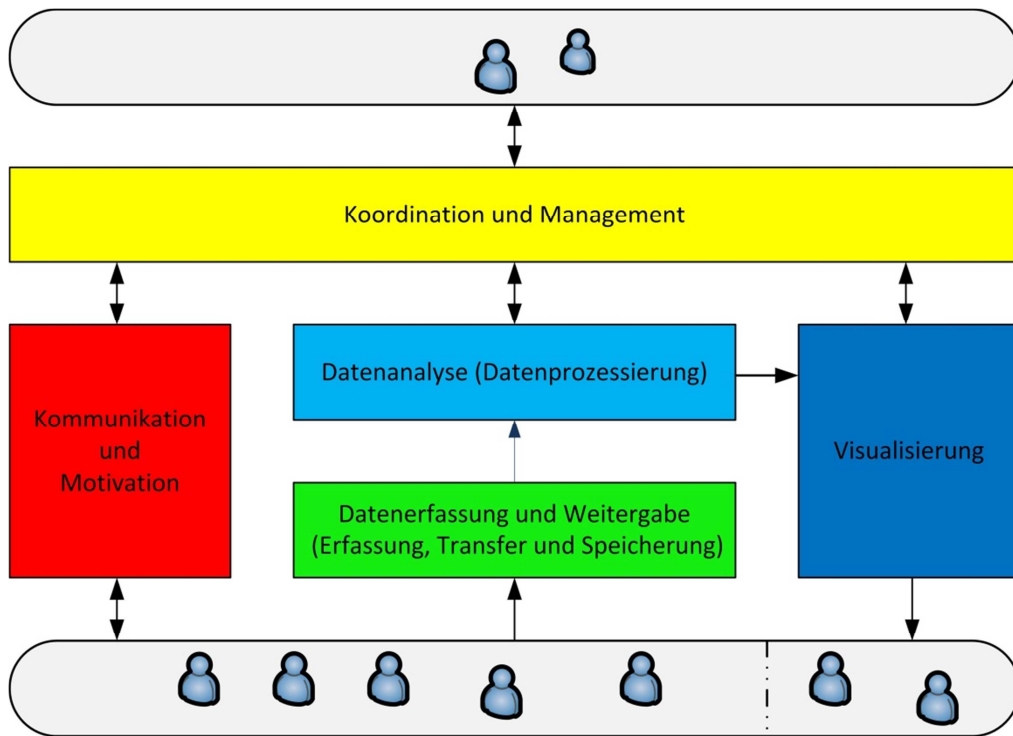 Koordination und Management
Datenanalyse (Datenprozessierung)
Kommunikation
und
Motivation
Visualisierung
Datenerfassung und Weitergabe
(Erfassung, Transfer und Speicherung)